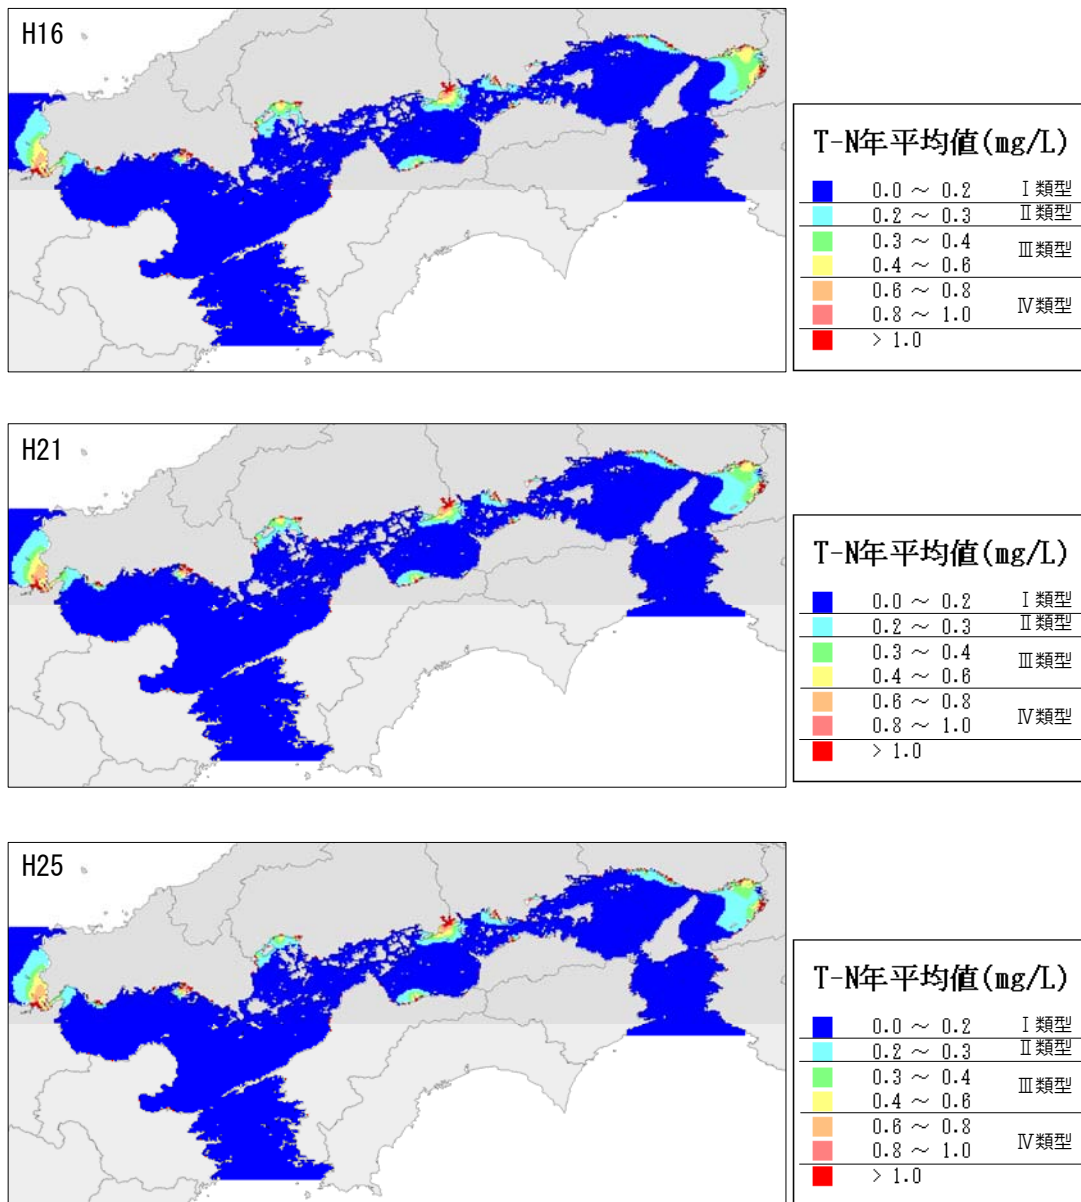 H16
T-N年平均値(mg/L)
0.0 ～ 0.2 Ⅰ類型
0.2 ～ 0.3 Ⅱ類型
0.3 ～ 0.4
Ⅲ類型
0.4 ～ 0.6
0.6 ～ 0.8
Ⅳ類型
0.8 ～ 1.0
> 1.0
H21
T-N年平均値(mg/L)
0.0 ～ 0.2 Ⅰ類型
0.2 ～ 0.3 Ⅱ類型
0.3 ～ 0.4
Ⅲ類型
0.4 ～ 0.6
0.6 ～ 0.8
Ⅳ類型
0.8 ～ 1.0
> 1.0
H25
T-N年平均値(mg/L)
0.0 ～ 0.2 Ⅰ類型
0.2 ～ 0.3 Ⅱ類型
0.3 ～ 0.4
Ⅲ類型
0.4 ～ 0.6
0.6 ～ 0.8
Ⅳ類型
0.8 ～ 1.0
> 1.0